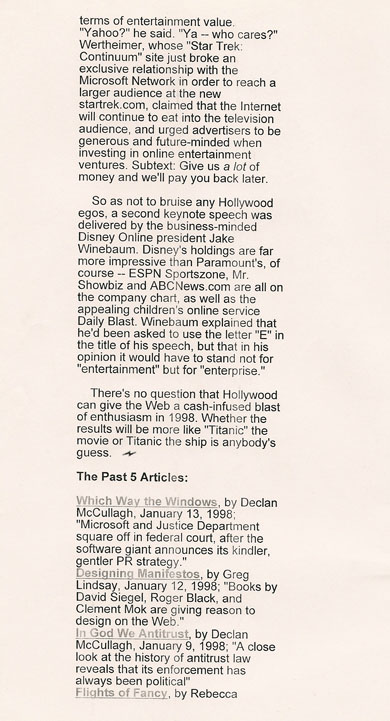 terms of entertainment value.
"Yahoo?" he said. "Ya -- who cares?"
Wertheimer, whose "Star Trek:
Continuum" site just broke an
exclusive relationship with the
Microsoft Network in order to reach a
larger audience at the new
startrek.com, claimed that the Internet
will continue to eat into the television
audience, and urged advertisers to be
generous and future-minded when
investing in online entertainment
ventures. Subtext: Give us a lot of
money and we'll pay you back later.
So as not to bruise any Hollywood
egos, a second keynote speech was
delivered by the business-minded
Disney Online president Jake
Winebaum. Disney's holdings are far
more impressive than Paramount's, of
course -- ESPN Sportszone, Mr.
Showbiz and ABCNews.com are all on
the company chart, as well as the
appealing children's online service
Daily Blast. Winebaum explained that
he'd been asked to use the letter "E" in
the title of his speech, but that in his
opinion it would have to stand not for
"entertainment" but for "enterprise."
There's no question that Hollywood
can give the Web a cash-infused blast
of enthusiasm in 1998. Whether the
results will be more like "Titanic" the
movie or Titanic the ship is anybody's
guess.
The Past 5 Articles:
Which Way the Windows, by Declan
McCullagh, January 13, 1998;
"Microsoft and Justice Department
square off in federal court, after the
software giant announces its kindler,
gentler PR strategy."
Designing Manifestos, by Greg
Lindsay, January 12, 1998; "Books by
David Siegel, Roger Black, and
Clement Mok are giving reason to
design on the Web."
In God We Antitrust, by Declan
McCullagh, January 9, 1998; "A close
look at the history of antitrust law
reveals that its enforcement has
always been political"
Flights of Fancy, by Rebecca